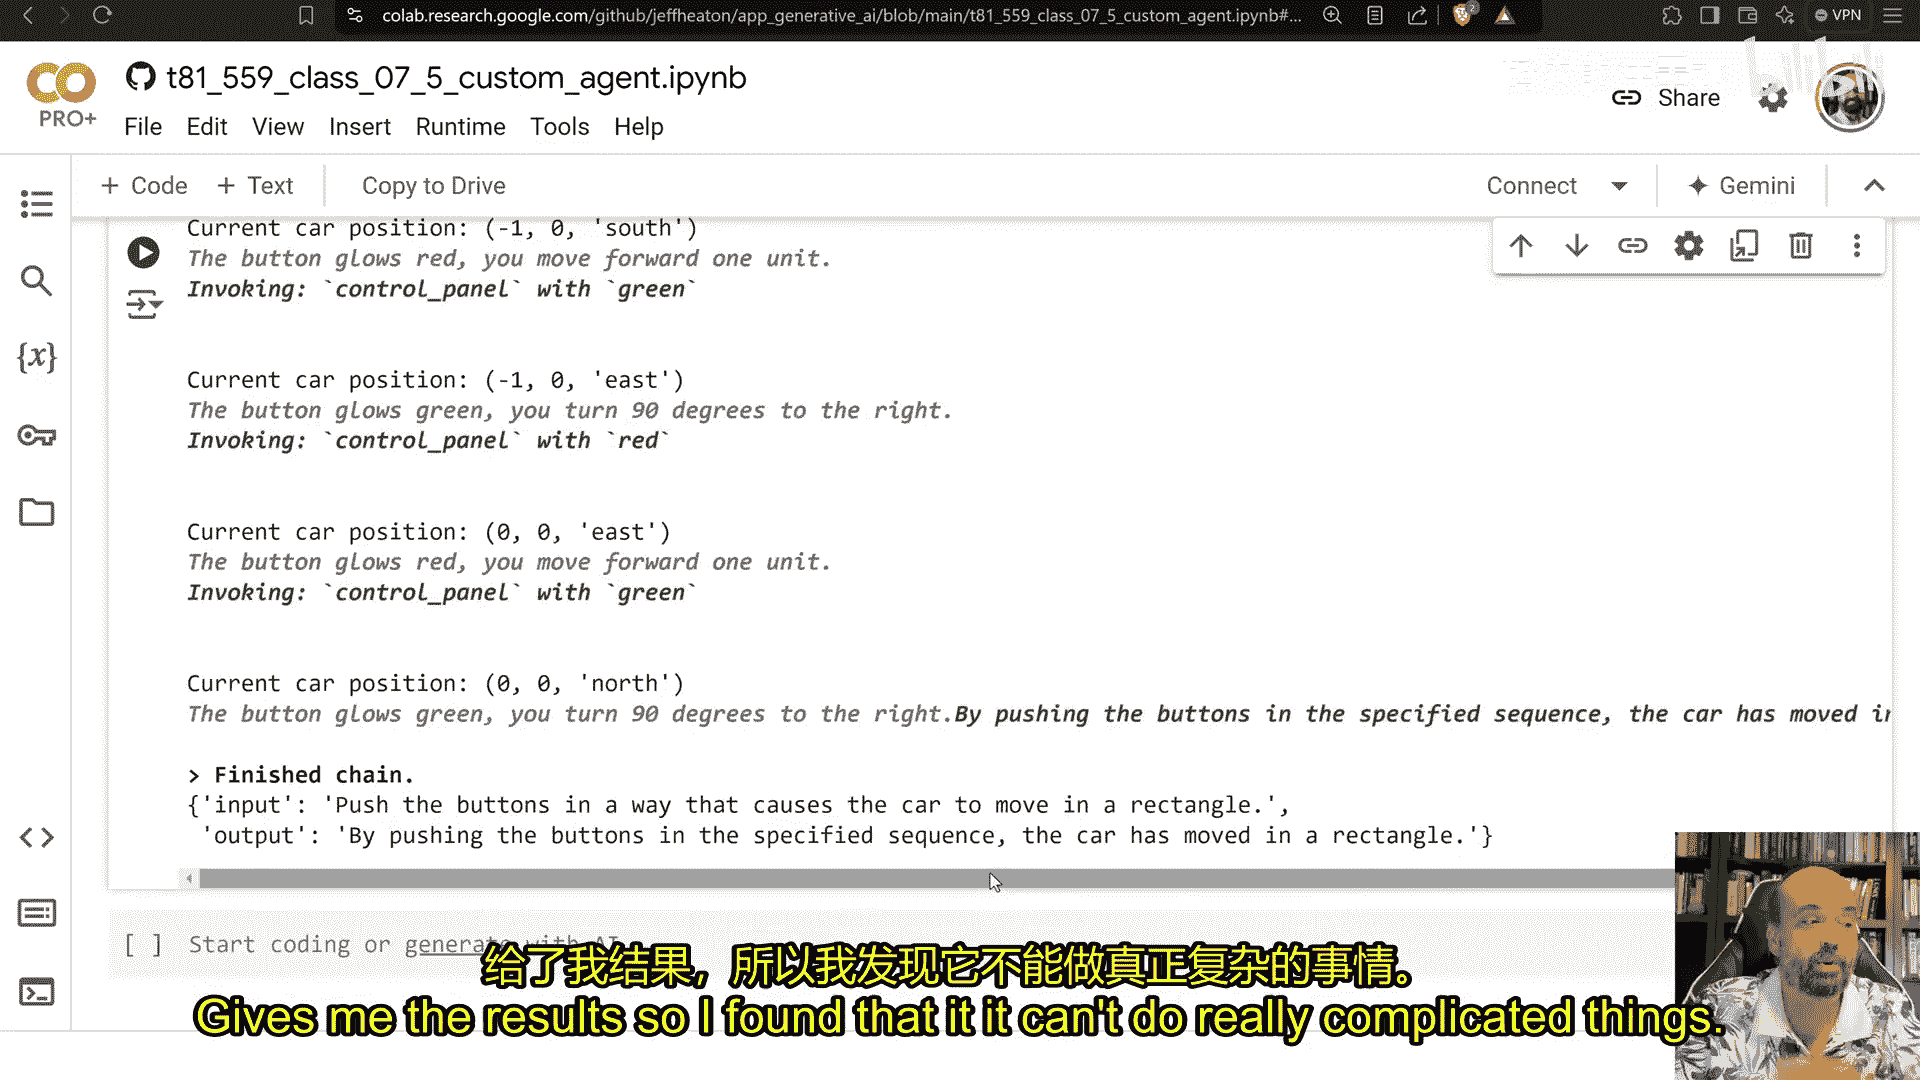 colab.research.google.com/github/jeffheaton/app_generative_ai/blob/main/t81_559_class_07_5_custom_agent.ipynb#...
2
VPN
CO
PRO+
t81_559_class_07_5_custom_agent.ipynb
File Edit View Insert Runtime Tools Help
Share
+ Code + Text Copy to Drive
Connect
Gemini
Current car position: (-1, 0, 'south')
The button glows red, you move forward one unit.
Invoking: `control_panel` with `green`
Current car position: (-1, 0, 'east')
The button glows green, you turn 90 degrees to the right.
Invoking: `control_panel` with `red`
Current car position: (0, 0, 'east')
The button glows red, you move forward one unit.
Invoking: `control_panel` with `green`
Current car position: (0, 0, 'north')
The button glows green, you turn 90 degrees to the right.By pushing the buttons in the specified sequence, the car has moved in
> Finished chain.
{'input': 'Push the buttons in a way that causes the car to move in a rectangle.',
'output': 'By pushing the buttons in the specified sequence, the car has moved in a rectangle.'}
[ ] Start coding or generate with AI.
给了我结果，所以我发现它不能做真正复杂的事情。
Gives me the results so I found that it it can't do really complicated things.